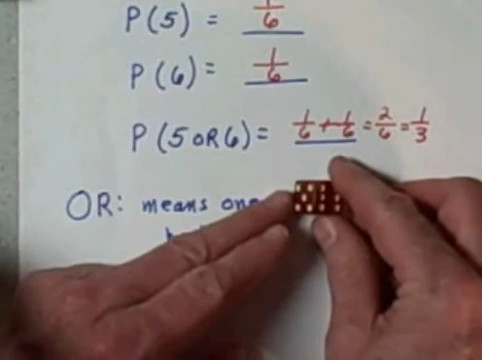 P(5) = 1/6
P(6) = 1/6
P(5 OR 6) = 1/6 + 1/6 = 2/6 = 1/3
OR: means one